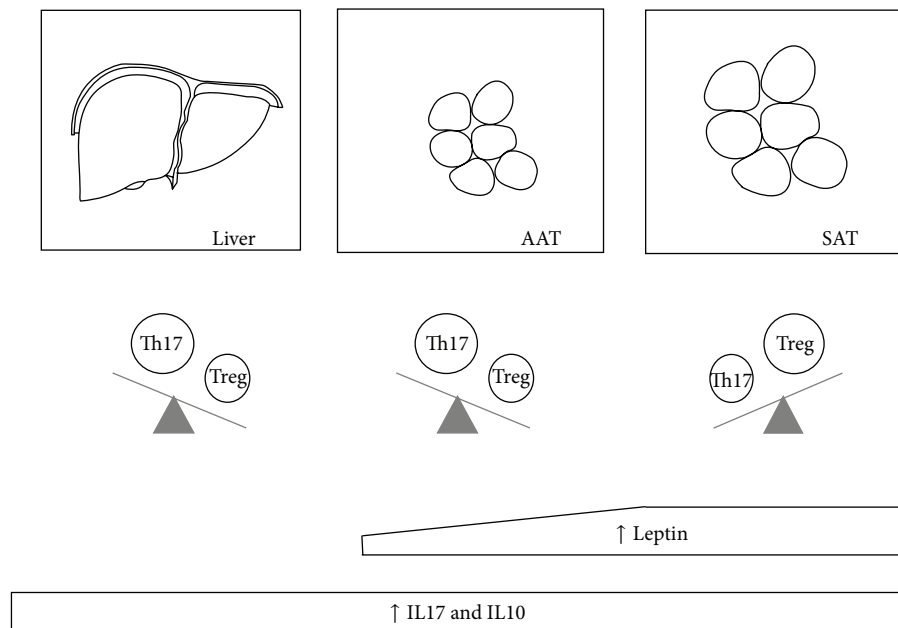 Liver
AAT
SAT
Th17
Treg
Th17
Treg
Th17
Treg
↑ Leptin
↑ IL17 and IL10